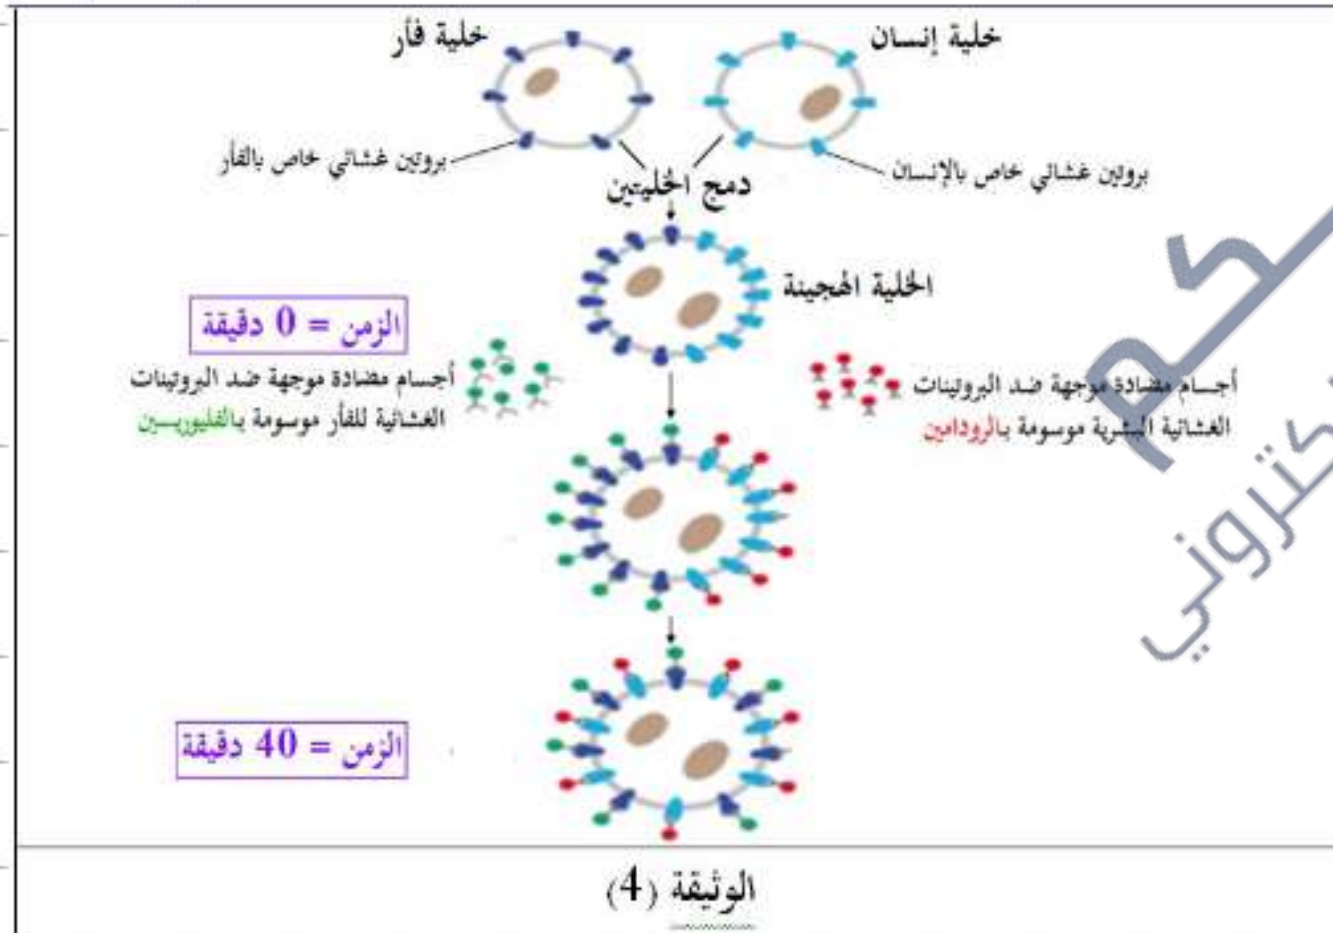 خلية إنسان
خلية فأر
بروتين غشائي خاص بالإنسان
بروتين غشائي خاص بالفأر
دمج الخليتين
الخلية الهجينة
الزمن = 0 دقيقة
أجسام مضادة موجهة ضد البروتينات
الغشائية البشرية موسومة بالرودامين
أجسام مضادة موجهة ضد البروتينات
الغشائية للفأر موسومة بالفليوريسين
الزمن = 40 دقيقة
الوثيقة (4)